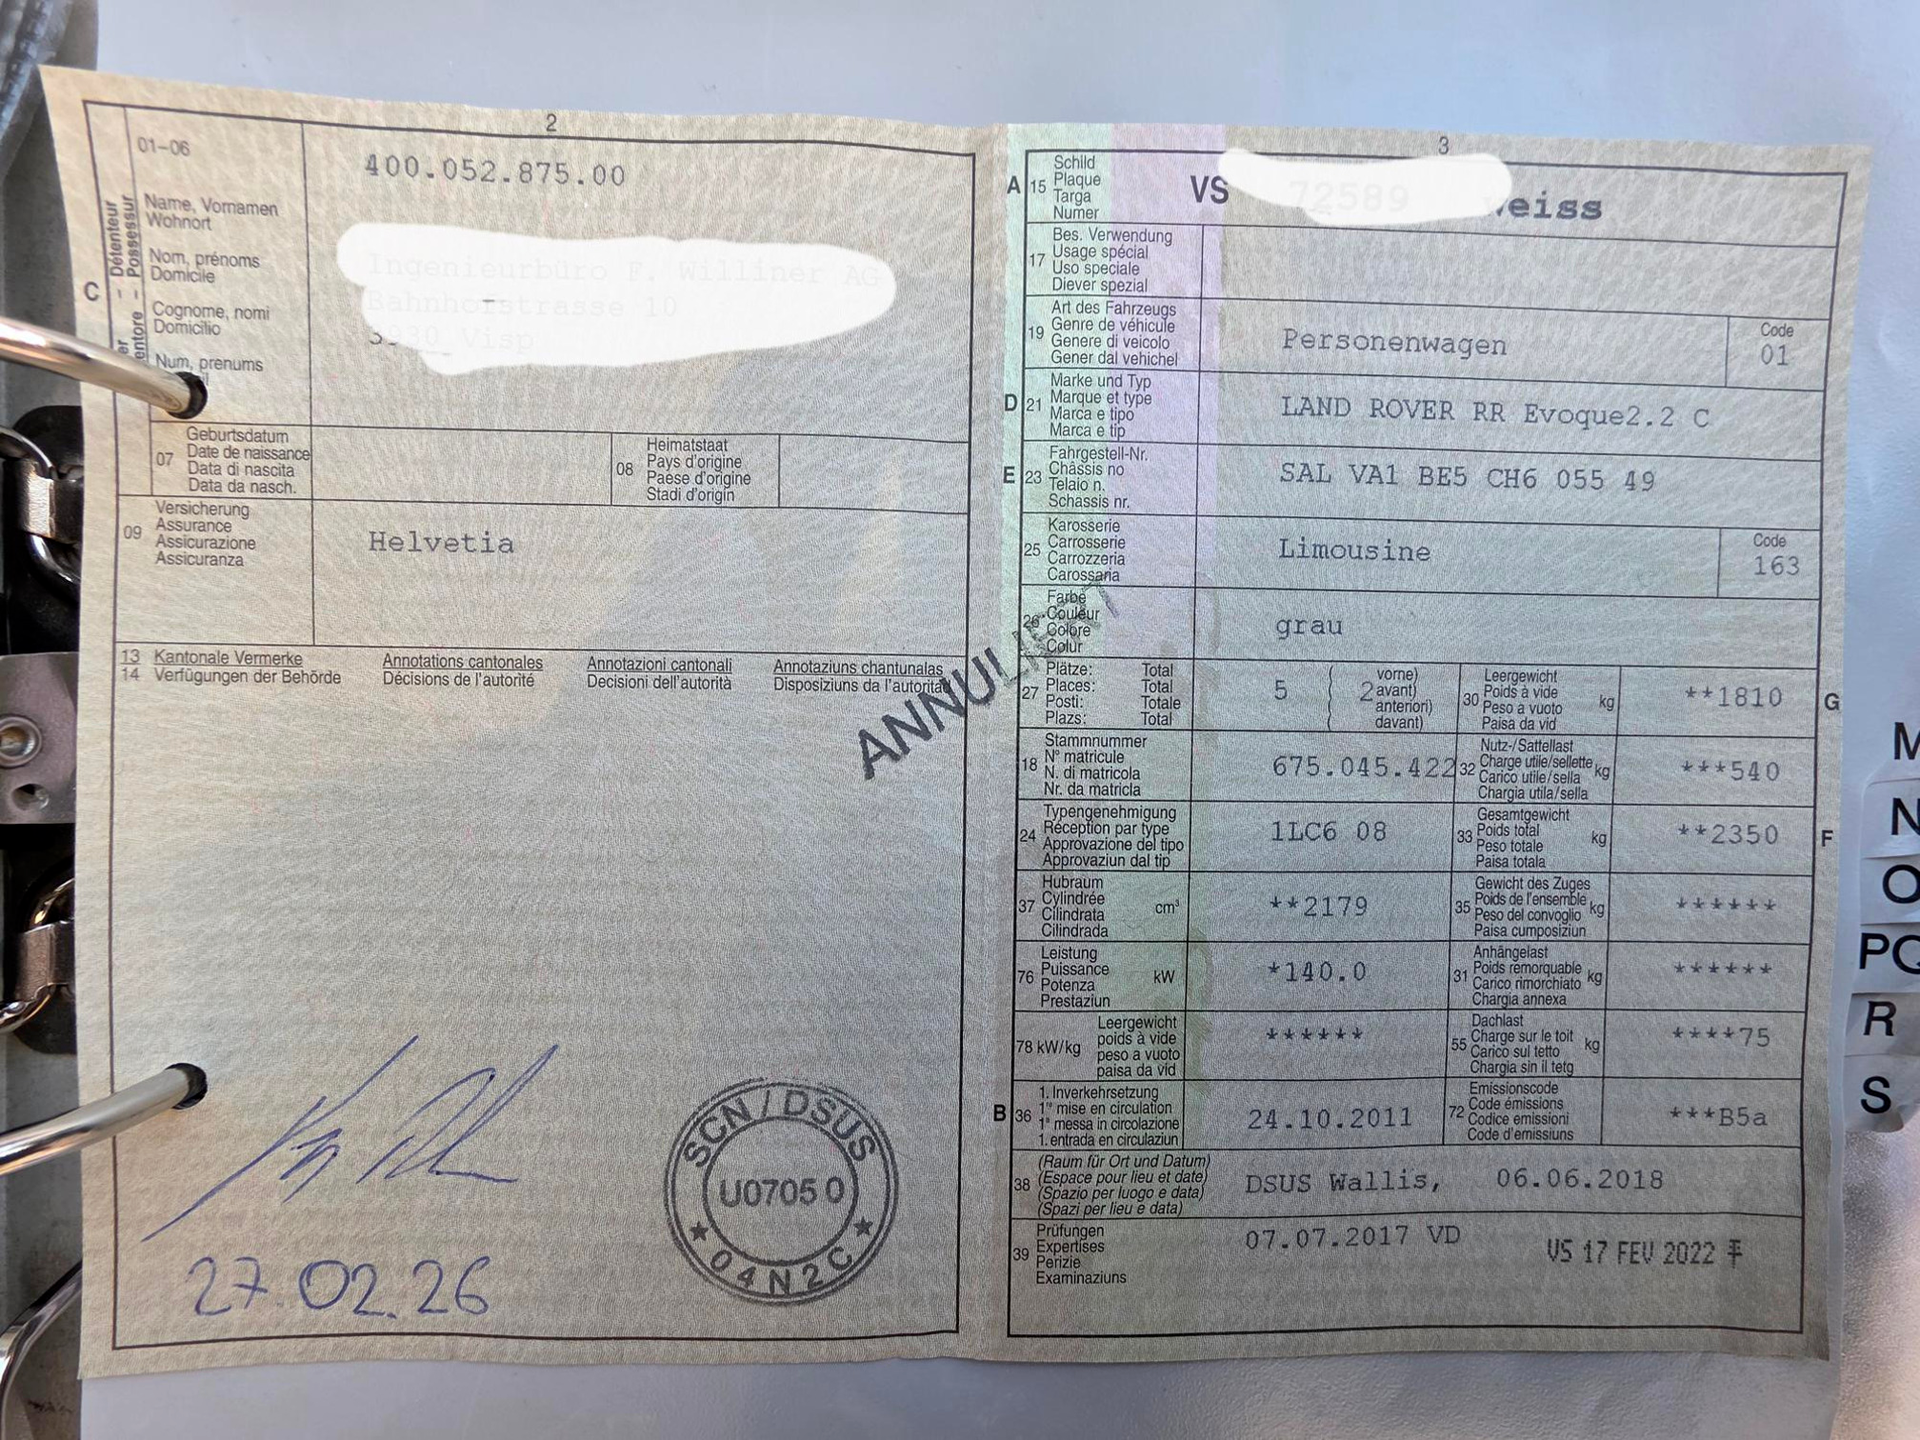 2
01-06
400.052.875.00
C
Détenteur
Possessur
Name, Vornamen
Wohnort
Nom, prénoms
Domicile
Cognome, nomi
Domicilio
Num, prenums
07
Geburtsdatum
Date de naissance
Data di nascita
Data da nasch.
08
Heimatstaat
Pays d'origine
Paese d'origine
Stadi d'origin
09
Versicherung
Assurance
Assicurazione
Assicuranza
Helvetia
13 Kantonale Vermerke Annotations cantonales Annotazioni cantonali Annotaziuns chantunalas
14 Verfügungen der Behörde Décisions de l'autorité Decisioni dell'autorità Disposiziuns da l'autoritad
ANNULIERT
SCN / DSUS
U0705 0
04N2C
27.02.26
3
A 15
Schild
Plaque
Targa
Numer
VS
weiss
17
Bes. Verwendung
Usage spécial
Uso speciale
Diever spezial
19
Art des Fahrzeugs
Genre de véhicule
Genere di veicolo
Gener dal vehichel
Personenwagen
Code
01
D 21
Marke und Typ
Marque et type
Marca e tipo
Marca e tip
LAND ROVER RR Evoque2.2 C
E 23
Fahrgestell-Nr.
Châssis no
Telaio n.
Schassis nr.
SAL VA1 BE5 CH6 055 49
25
Karosserie
Carrosserie
Carrozzeria
Carossaria
Limousine
Code
163
26
Farbe
Couleur
Colore
Colur
grau
27
Plätze: Total
Places: Total
Posti: Totale
Plazs: Total
5
( vorne)
( 2 avant)
( anteriori)
( davant)
30
Leergewicht
Poids à vide
Peso a vuoto
Paisa da vid
kg
**1810
G
18
Stammnummer
N° matricule
N. di matricola
Nr. da matricla
675.045.422
32
Nutz-/Sattellast
Charge utile/sellette
Carico utile/sella
Chargia utila/sella
kg
***540
24
Typengenehmigung
Réception par type
Approvazione del tipo
Approvaziun dal tip
1LC6 08
33
Gesamtgewicht
Poids total
Peso totale
Paisa totala
kg
**2350
F
37
Hubraum
Cylindrée
Cilindrata
Cilindrada
cm³
**2179
35
Gewicht des Zuges
Poids de l'ensemble
Peso del convoglio
Paisa cumposiziun
kg
******
76
Leistung
Puissance
Potenza
Prestaziun
kW
*140.0
31
Anhängelast
Poids remorquable
Carico rimorchiato
Chargia annexa
kg
******
78 kW/kg
Leergewicht
poids à vide
peso a vuoto
paisa da vid
******
55
Dachlast
Charge sur le toit
Carico sul tetto
Chargia sin il tetg
kg
****75
B 36
1. Inverkehrsetzung
1re mise en circulation
1a messa in circolazione
1. entrada en circulaziun
24.10.2011
72
Emissionscode
Code émissions
Codice emissioni
Code d'emissiuns
***B5a
38
(Raum für Ort und Datum)
(Espace pour lieu et date)
(Spazio per luogo e data)
(Spazi per lieu e data)
DSUS Wallis, 06.06.2018
39
Prüfungen
Expertises
Perizie
Examinaziuns
07.07.2017 VD
VS 17 FEV 2022
M
N
O
PQ
R
S